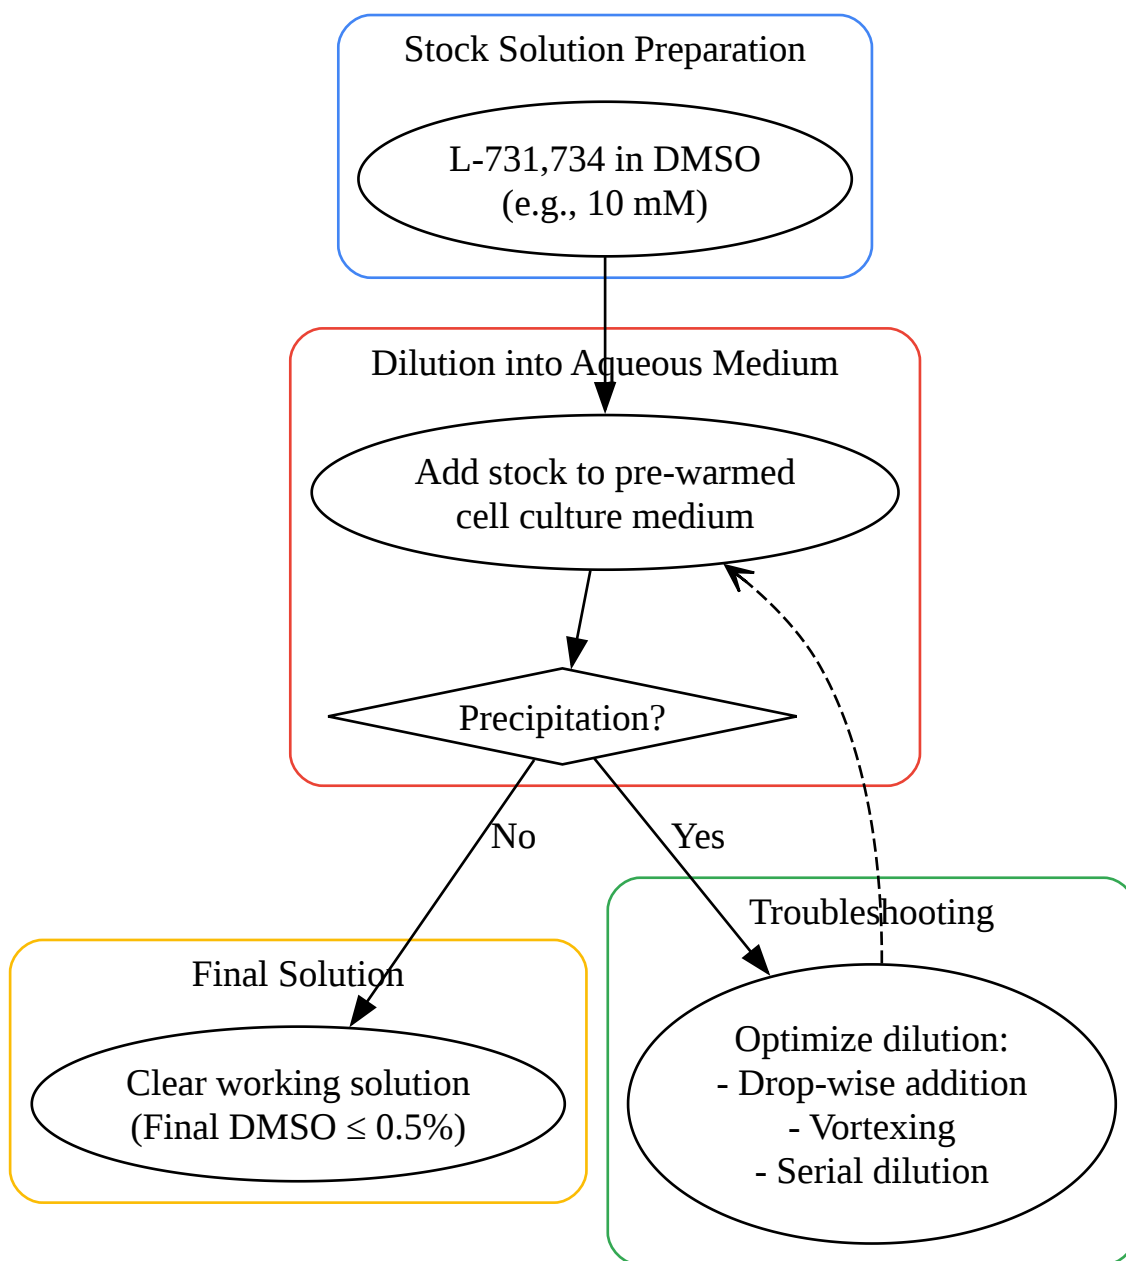 Stock Solution Preparation
L-731,734 in DMSO
(e.g., 10 mM)
Dilution into Aqueous Medium
Add stock to pre-warmed
cell culture medium
Precipitation?
No
Yes
Troubleshooting
Final Solution
Optimize dilution:
- Drop-wise addition
- Vortexing
- Serial dilution
Clear working solution
(Final DMSO ≤ 0.5%)